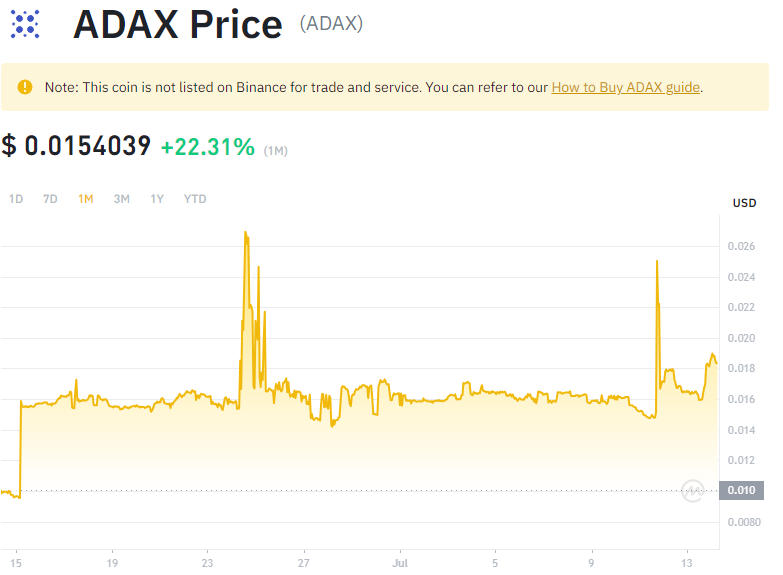 ADAX Price (ADAX)
Note: This coin is not listed on Binance for trade and service. You can refer to our How to Buy ADAX guide.
$ 0.0154039 +22.31% (1M)
1D 7D 1M 3M 1Y YTD
USD
0.026
0.024
0.022
0.020
0.018
0.016
0.014
0.012
0.010
0.0080
15 19 23 27 Jul 5 9 13